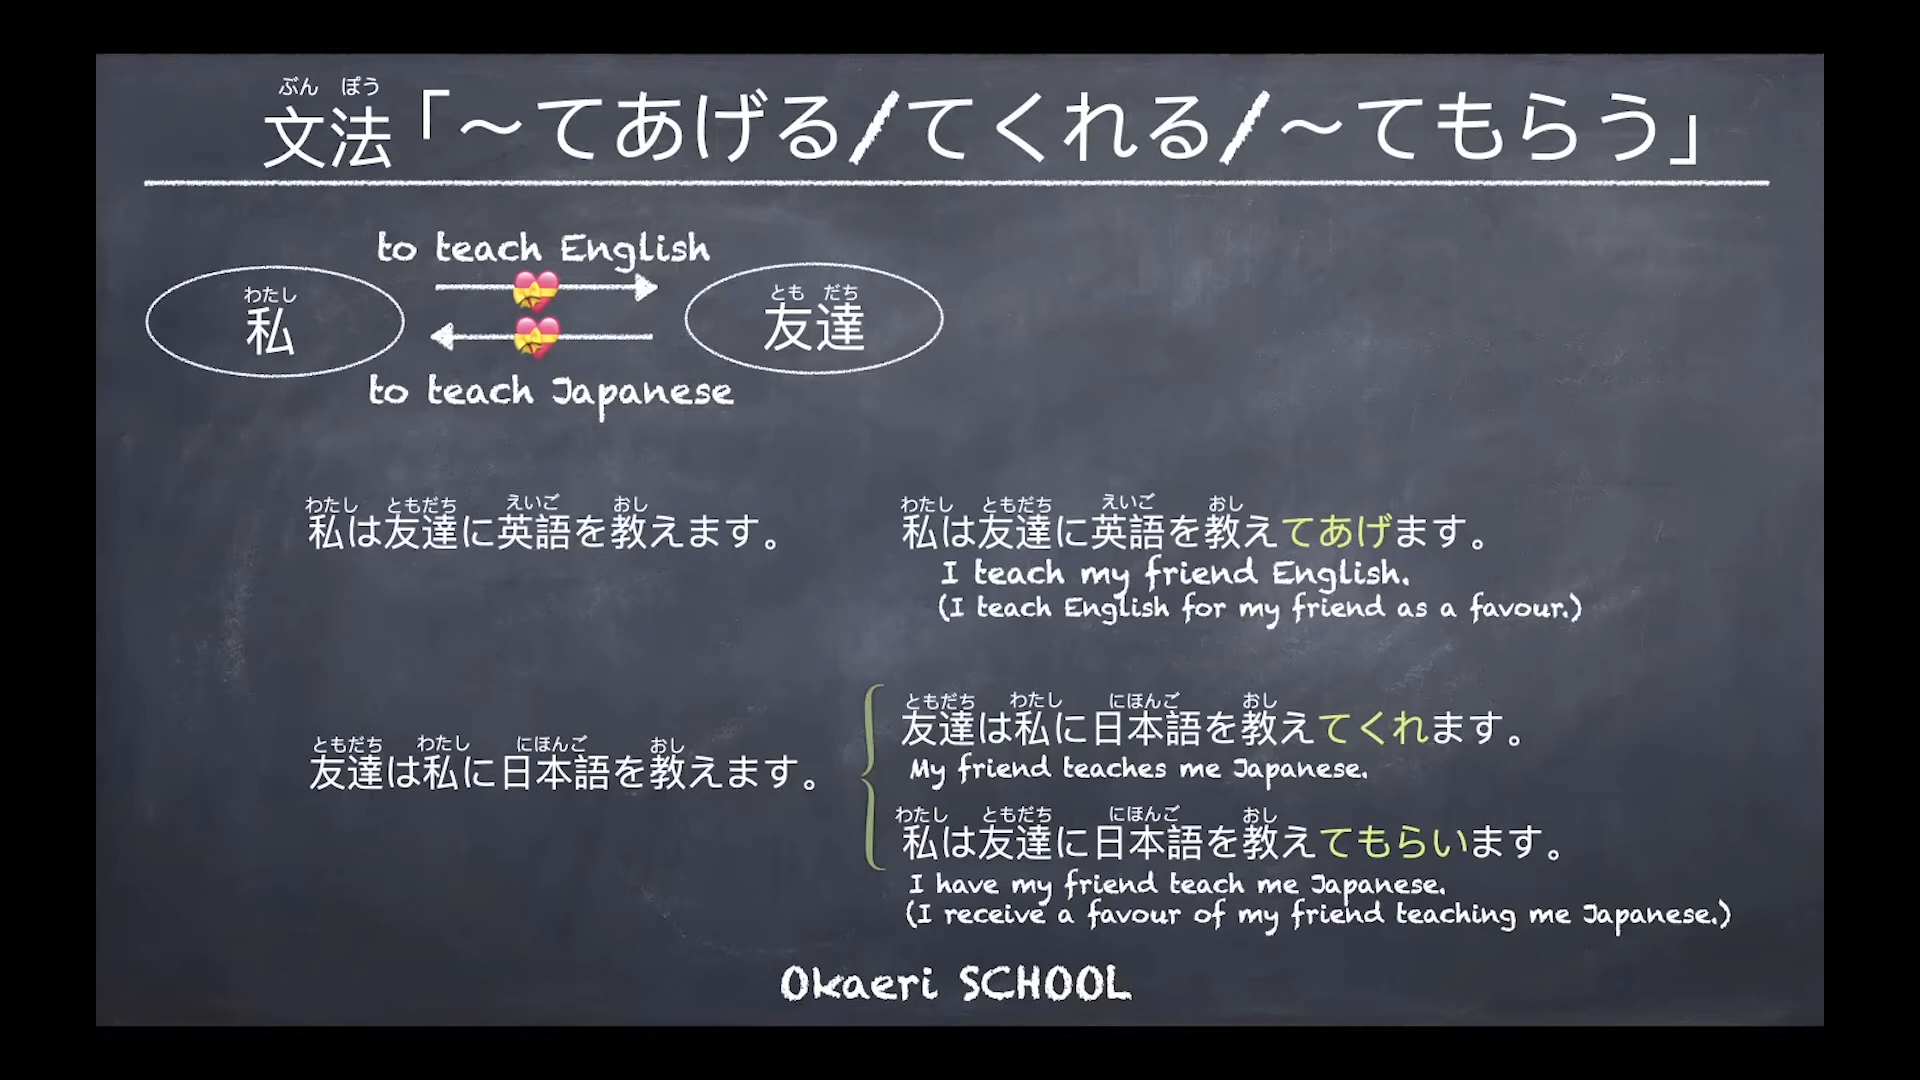 ぶん ぽう
文法「～てあげる/てくれる/～てもらう」
to teach English
わたし
私
とも だち
友達
to teach Japanese
わたし ともだち えいご おし
私は友達に英語を教えます。
わたし ともだち えいご おし
私は友達に英語を教えてあげます。
I teach my friend English.
(I teach English for my friend as a favour.)
ともだち わたし にほんご おし
友達は私に日本語を教えます。
ともだち わたし にほんご おし
友達は私に日本語を教えてくれます。
My friend teaches me Japanese.
わたし ともだち にほんご おし
私は友達に日本語を教えてもらいます。
I have my friend teach me Japanese.
(I receive a favour of my friend teaching me Japanese.)
Okaeri SCHOOL